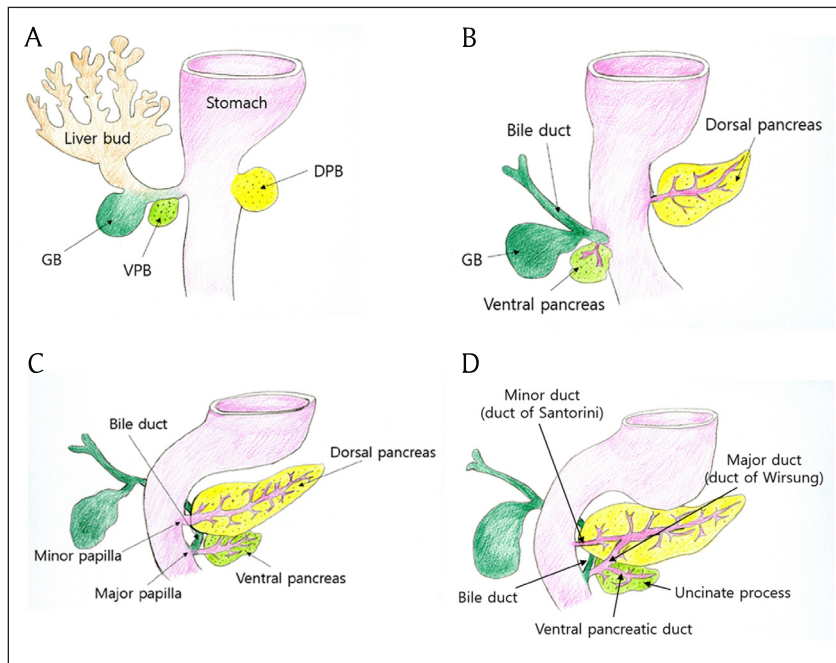 A
Stomach
Liver bud
DPB
GB
VPB
B
Bile duct
Dorsal pancreas
GB
Ventral pancreas
C
Bile duct
Dorsal pancreas
Minor papilla
Major papilla
Ventral pancreas
D
Minor duct
(duct of Santorini)
Major duct
(duct of Wirsung)
Bile duct
Uncinate process
Ventral pancreatic duct